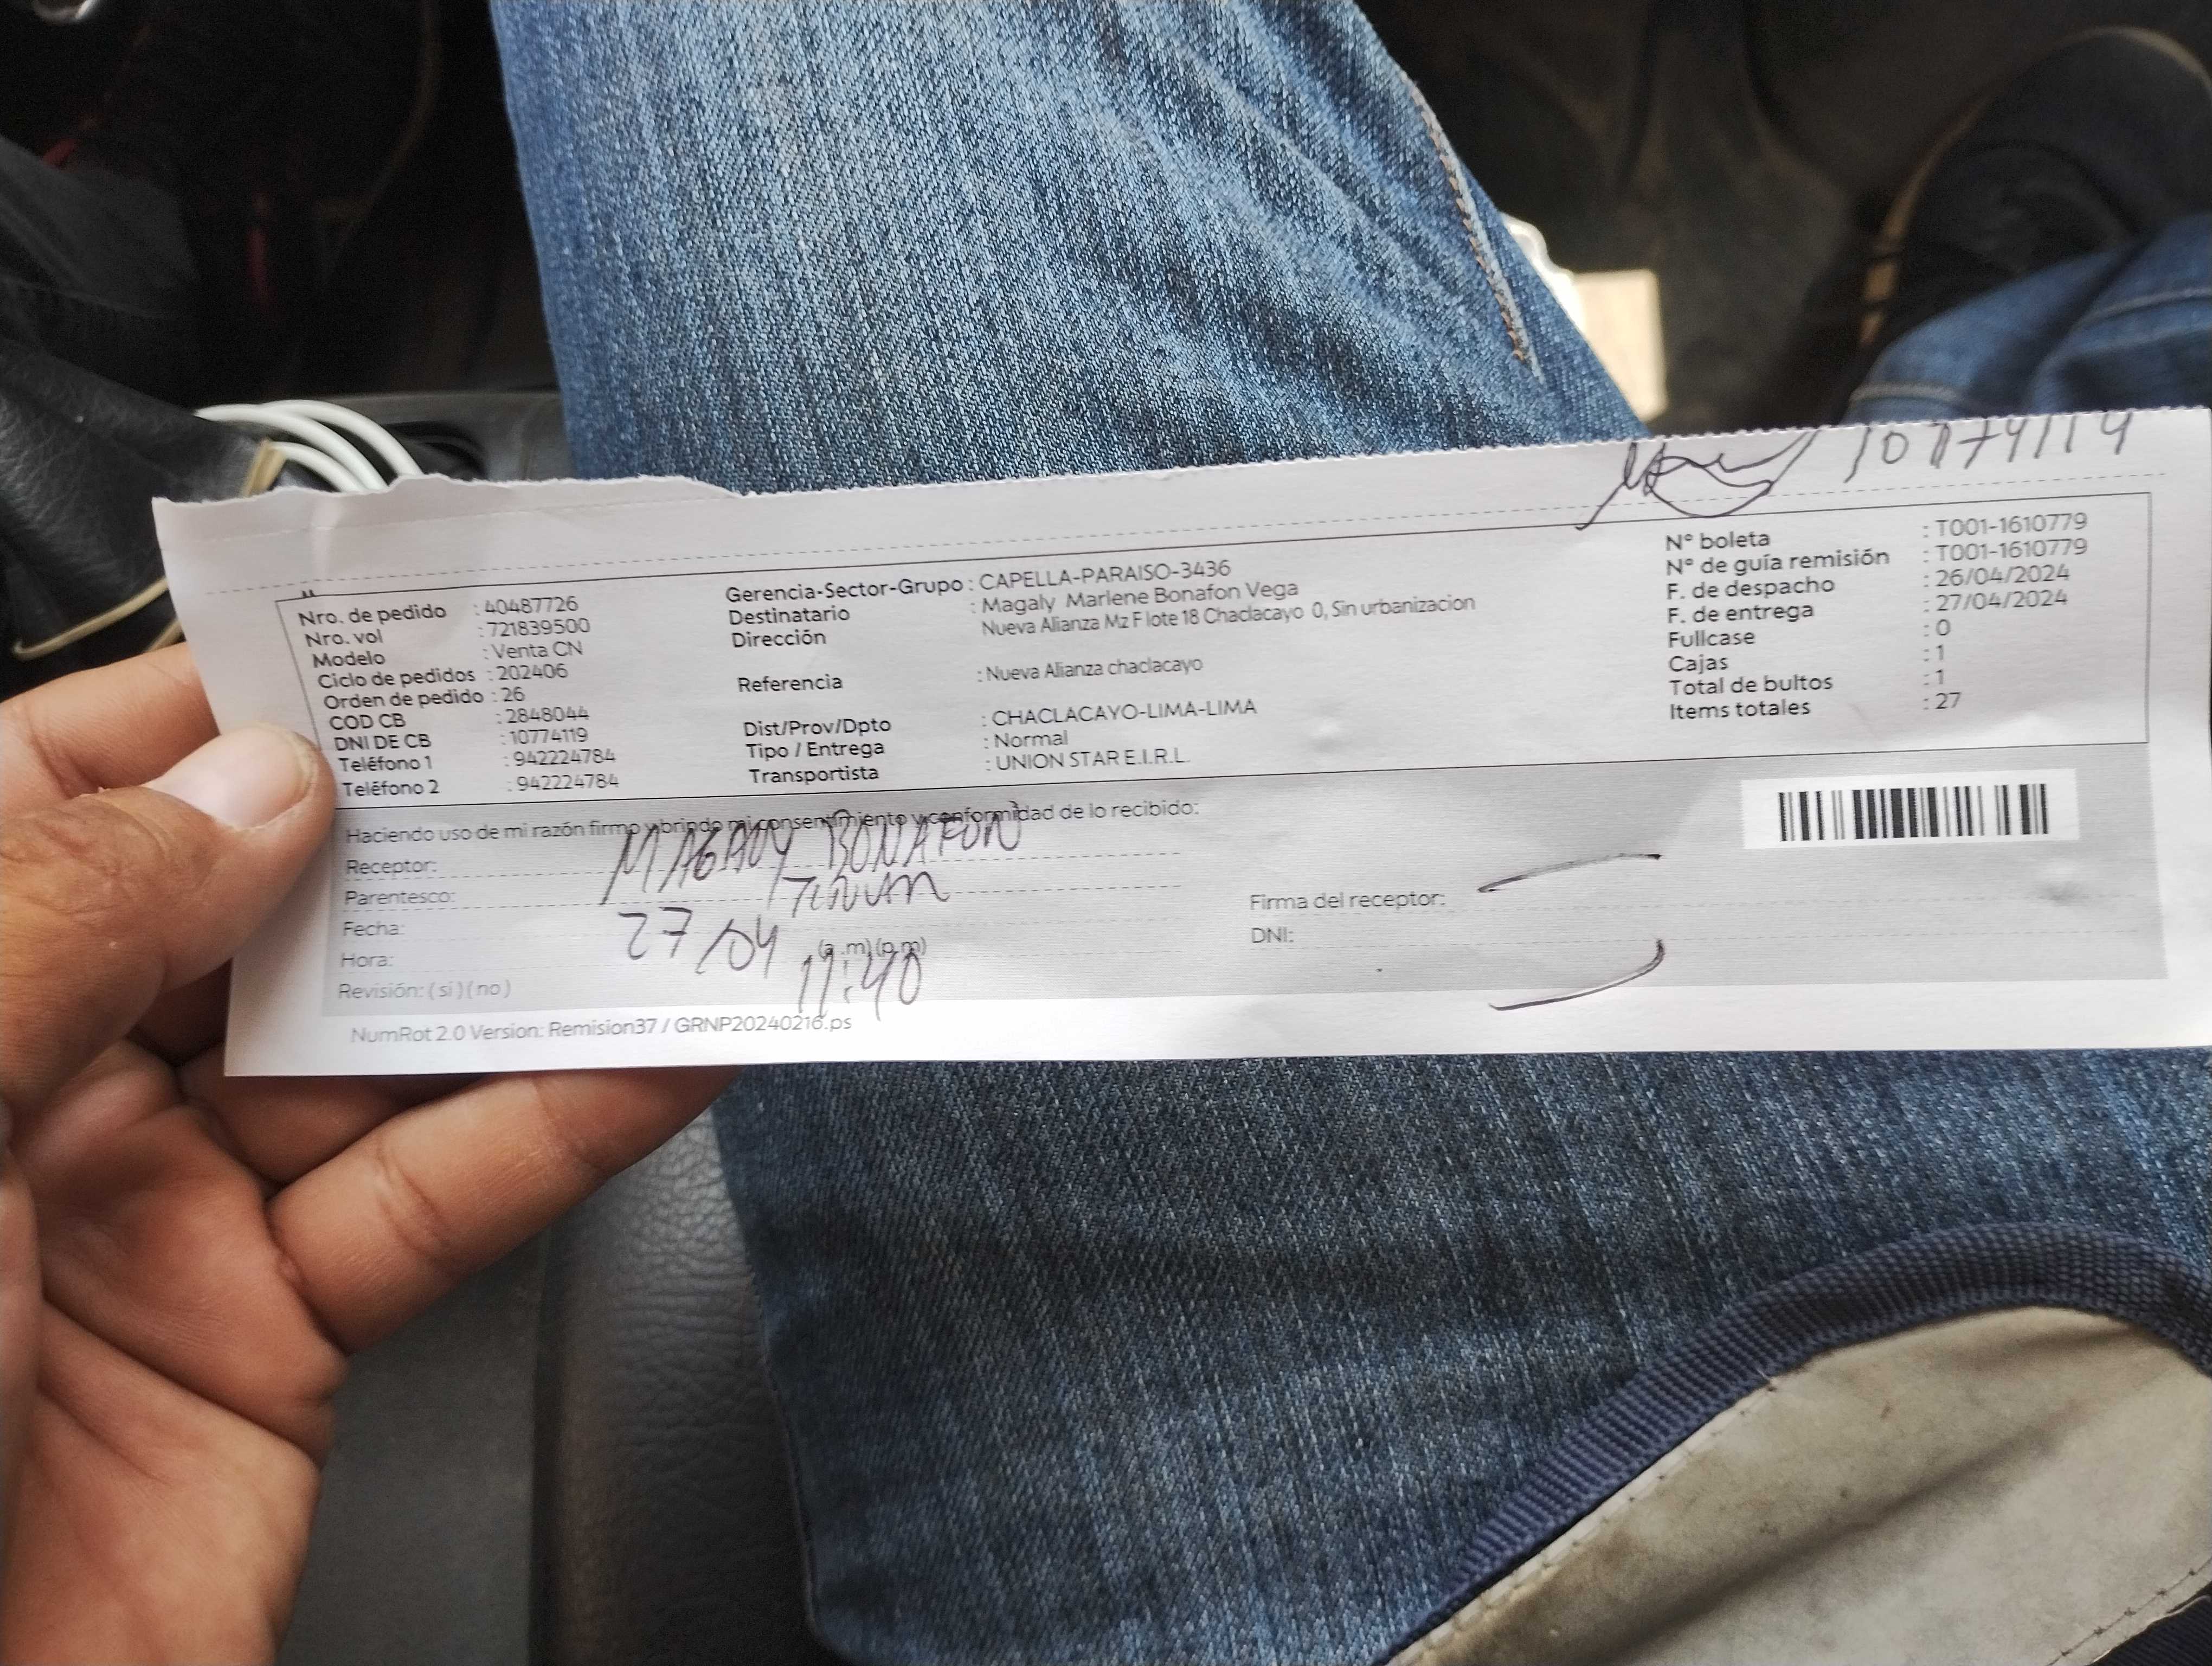 10774119
Nro. de pedido : 40487726
Nro. vol : 721839500
Modelo : Venta CN
Ciclo de pedidos : 202406
Orden de pedido : 26
COD CB : 2848044
DNI DE CB : 10774119
Teléfono 1 : 942224784
Teléfono 2 : 942224784
Gerencia-Sector-Grupo : CAPELLA-PARAISO-3436
Destinatario : Magaly Marlene Bonafon Vega
Dirección Nueva Alianza Mz F lote 18 Chaclacayo 0, Sin urbanizacion
Referencia : Nueva Alianza chaclacayo
Dist/Prov/Dpto : CHACLACAYO-LIMA-LIMA
Tipo / Entrega : Normal
Transportista : UNION STAR E.I.R.L.
N° boleta : T001-1610779
N° de guía remisión : T001-1610779
F. de despacho : 26/04/2024
F. de entrega : 27/04/2024
Fullcase : 0
Cajas : 1
Total de bultos : 1
Items totales : 27
Haciendo uso de mi razón firmo y brindo mi consentimiento y conformidad de lo recibido:
Receptor: MAGALY BONAFON
Parentesco:
Fecha: 27/04
Hora: (a.m)(p.m) 11:40
Revisión: (si)(no)
Firma del receptor:
DNI:
NumRot 2.0 Version: Remision37 / GRNP20240216.ps